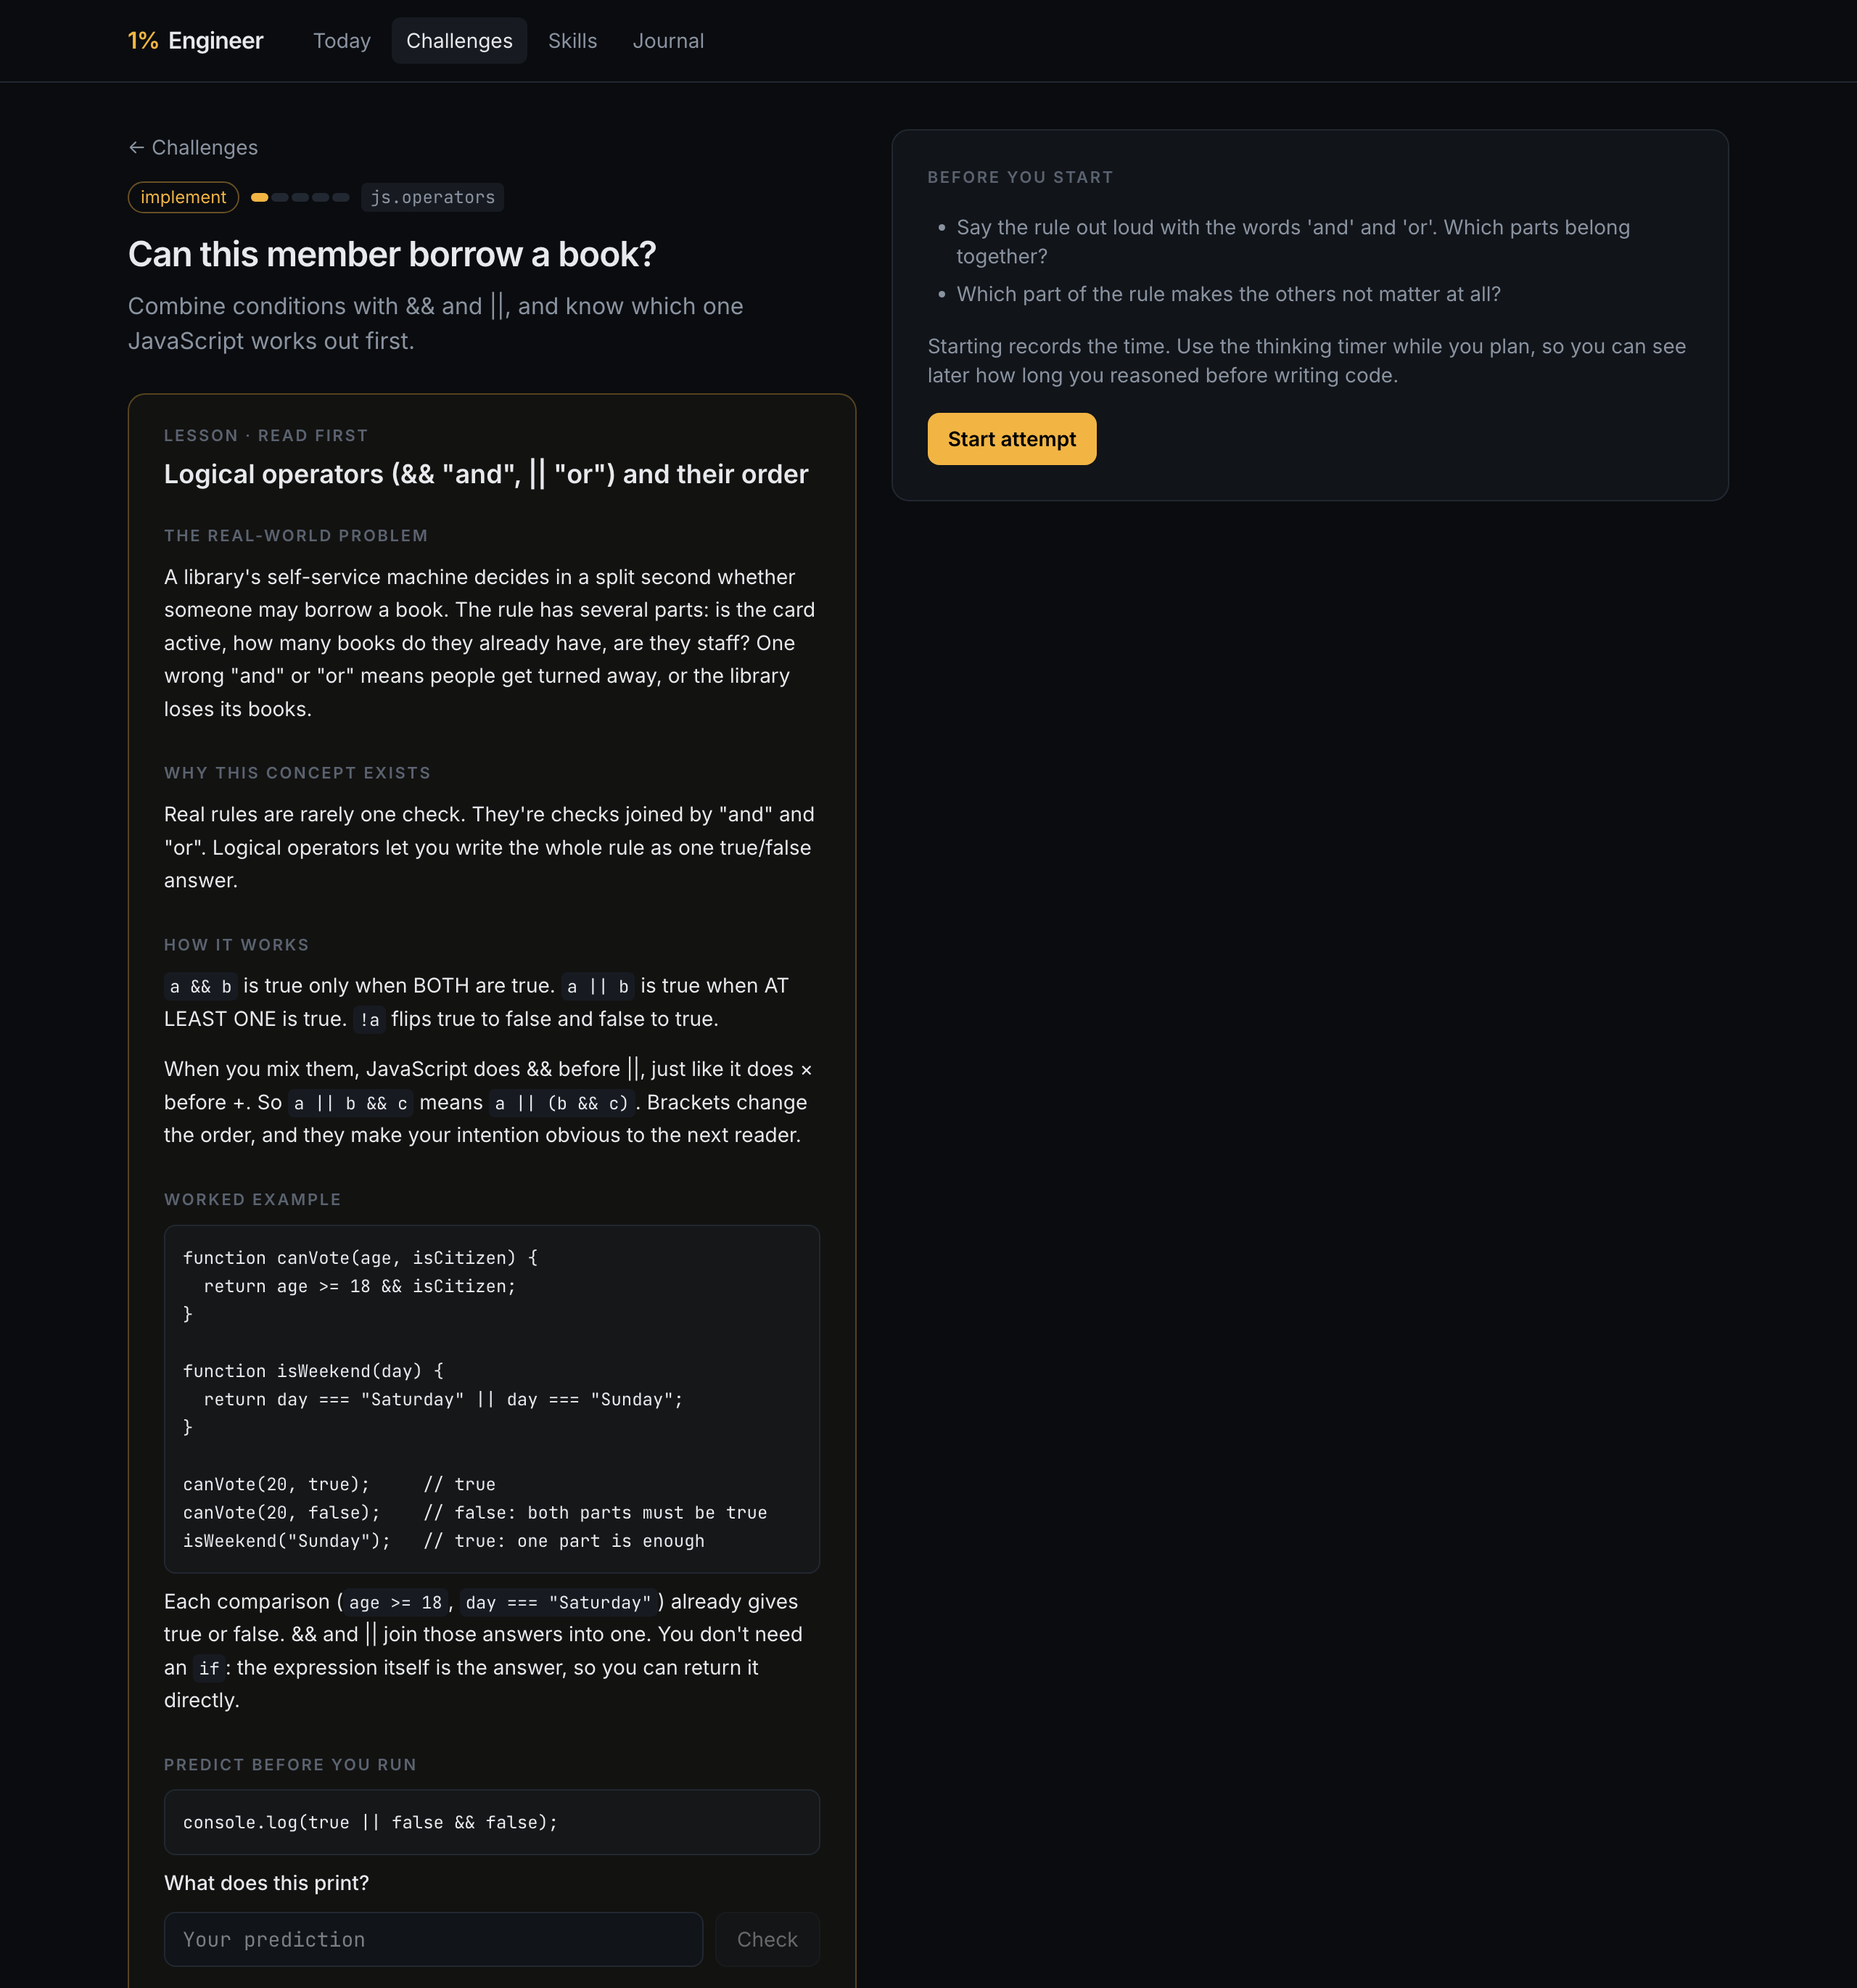 1% Engineer
Today
Challenges
Skills
Journal
← Challenges
implement
js.operators
Can this member borrow a book?
Combine conditions with && and ||, and know which one
JavaScript works out first.
LESSON · READ FIRST
Logical operators (&& "and", || "or") and their order
THE REAL-WORLD PROBLEM
A library's self-service machine decides in a split second whether
someone may borrow a book. The rule has several parts: is the card
active, how many books do they already have, are they staff? One
wrong "and" or "or" means people get turned away, or the library
loses its books.
WHY THIS CONCEPT EXISTS
Real rules are rarely one check. They're checks joined by "and" and
"or". Logical operators let you write the whole rule as one true/false
answer.
HOW IT WORKS
a && b is true only when BOTH are true. a || b is true when AT
LEAST ONE is true. !a flips true to false and false to true.
When you mix them, JavaScript does && before ||, just like it does ×
before +. So a || b && c means a || (b && c). Brackets change
the order, and they make your intention obvious to the next reader.
WORKED EXAMPLE
function canVote(age, isCitizen) {
  return age >= 18 && isCitizen;
}
function isWeekend(day) {
  return day === "Saturday" || day === "Sunday";
}
canVote(20, true);     // true
canVote(20, false);    // false: both parts must be true
isWeekend("Sunday");   // true: one part is enough
Each comparison (age >= 18, day === "Saturday") already gives
true or false. && and || join those answers into one. You don't need
an if: the expression itself is the answer, so you can return it
directly.
PREDICT BEFORE YOU RUN
console.log(true || false && false);
What does this print?
Your prediction
Check
BEFORE YOU START
• Say the rule out loud with the words 'and' and 'or'. Which parts belong
together?
• Which part of the rule makes the others not matter at all?
Starting records the time. Use the thinking timer while you plan, so you can see
later how long you reasoned before writing code.
Start attempt